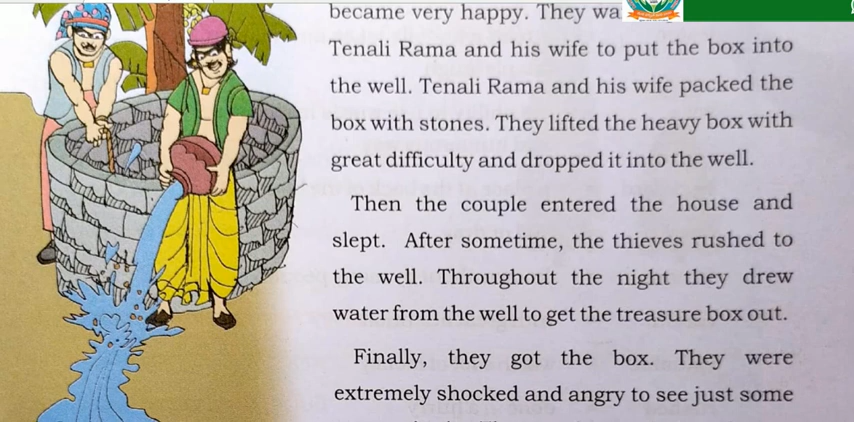 became very happy. They wa
Tenali Rama and his wife to put the box into
the well. Tenali Rama and his wife packed the
box with stones. They lifted the heavy box with
great difficulty and dropped it into the well.
Then the couple entered the house and
slept. After sometime, the thieves rushed to
the well. Throughout the night they drew
water from the well to get the treasure box out.
Finally, they got the box. They were
extremely shocked and angry to see just some